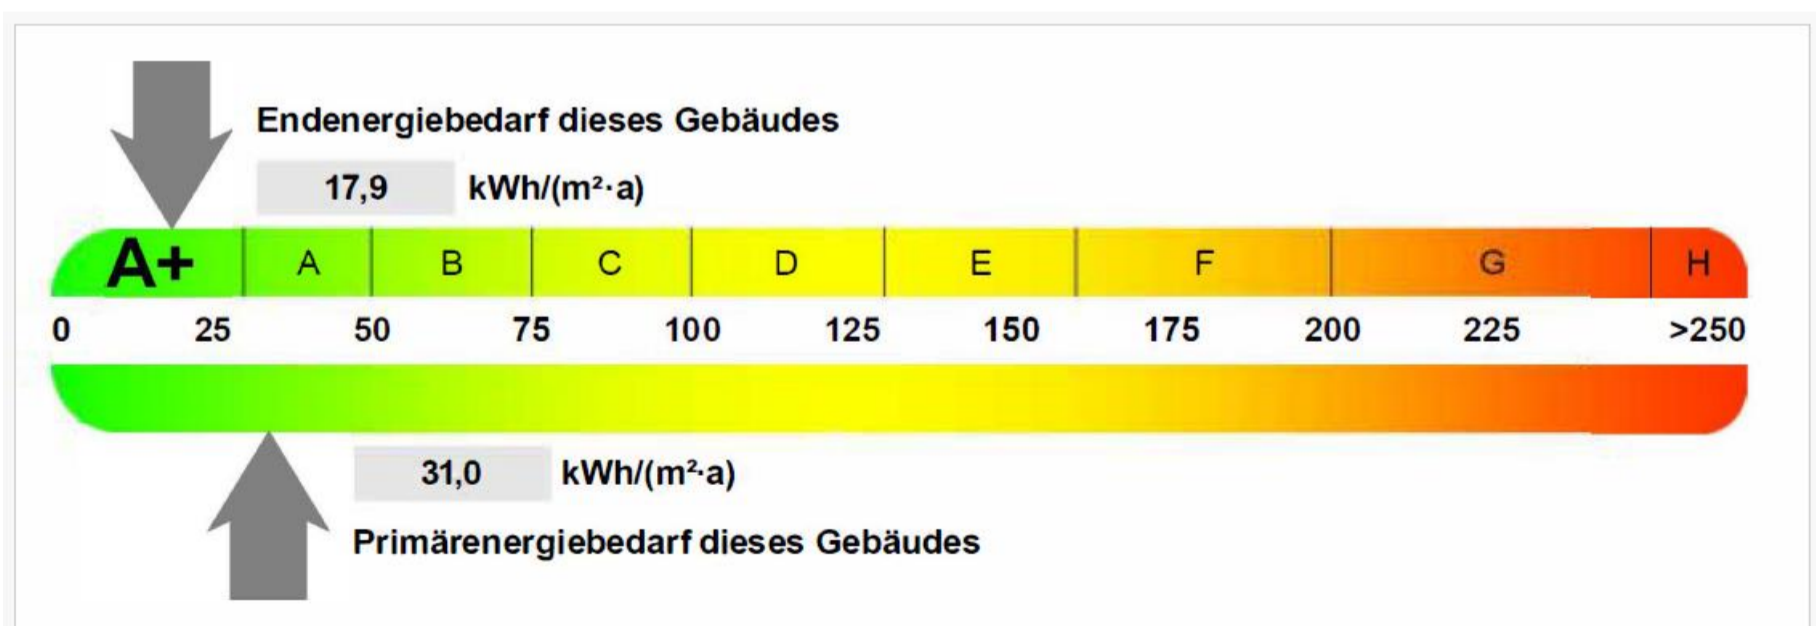 Endenergiebedarf dieses Gebäudes
17,9 kWh/(m²·a)
A+ A B C D E F G H
0 25 50 75 100 125 150 175 200 225 >250
31,0 kWh/(m²·a)
Primärenergiebedarf dieses Gebäudes